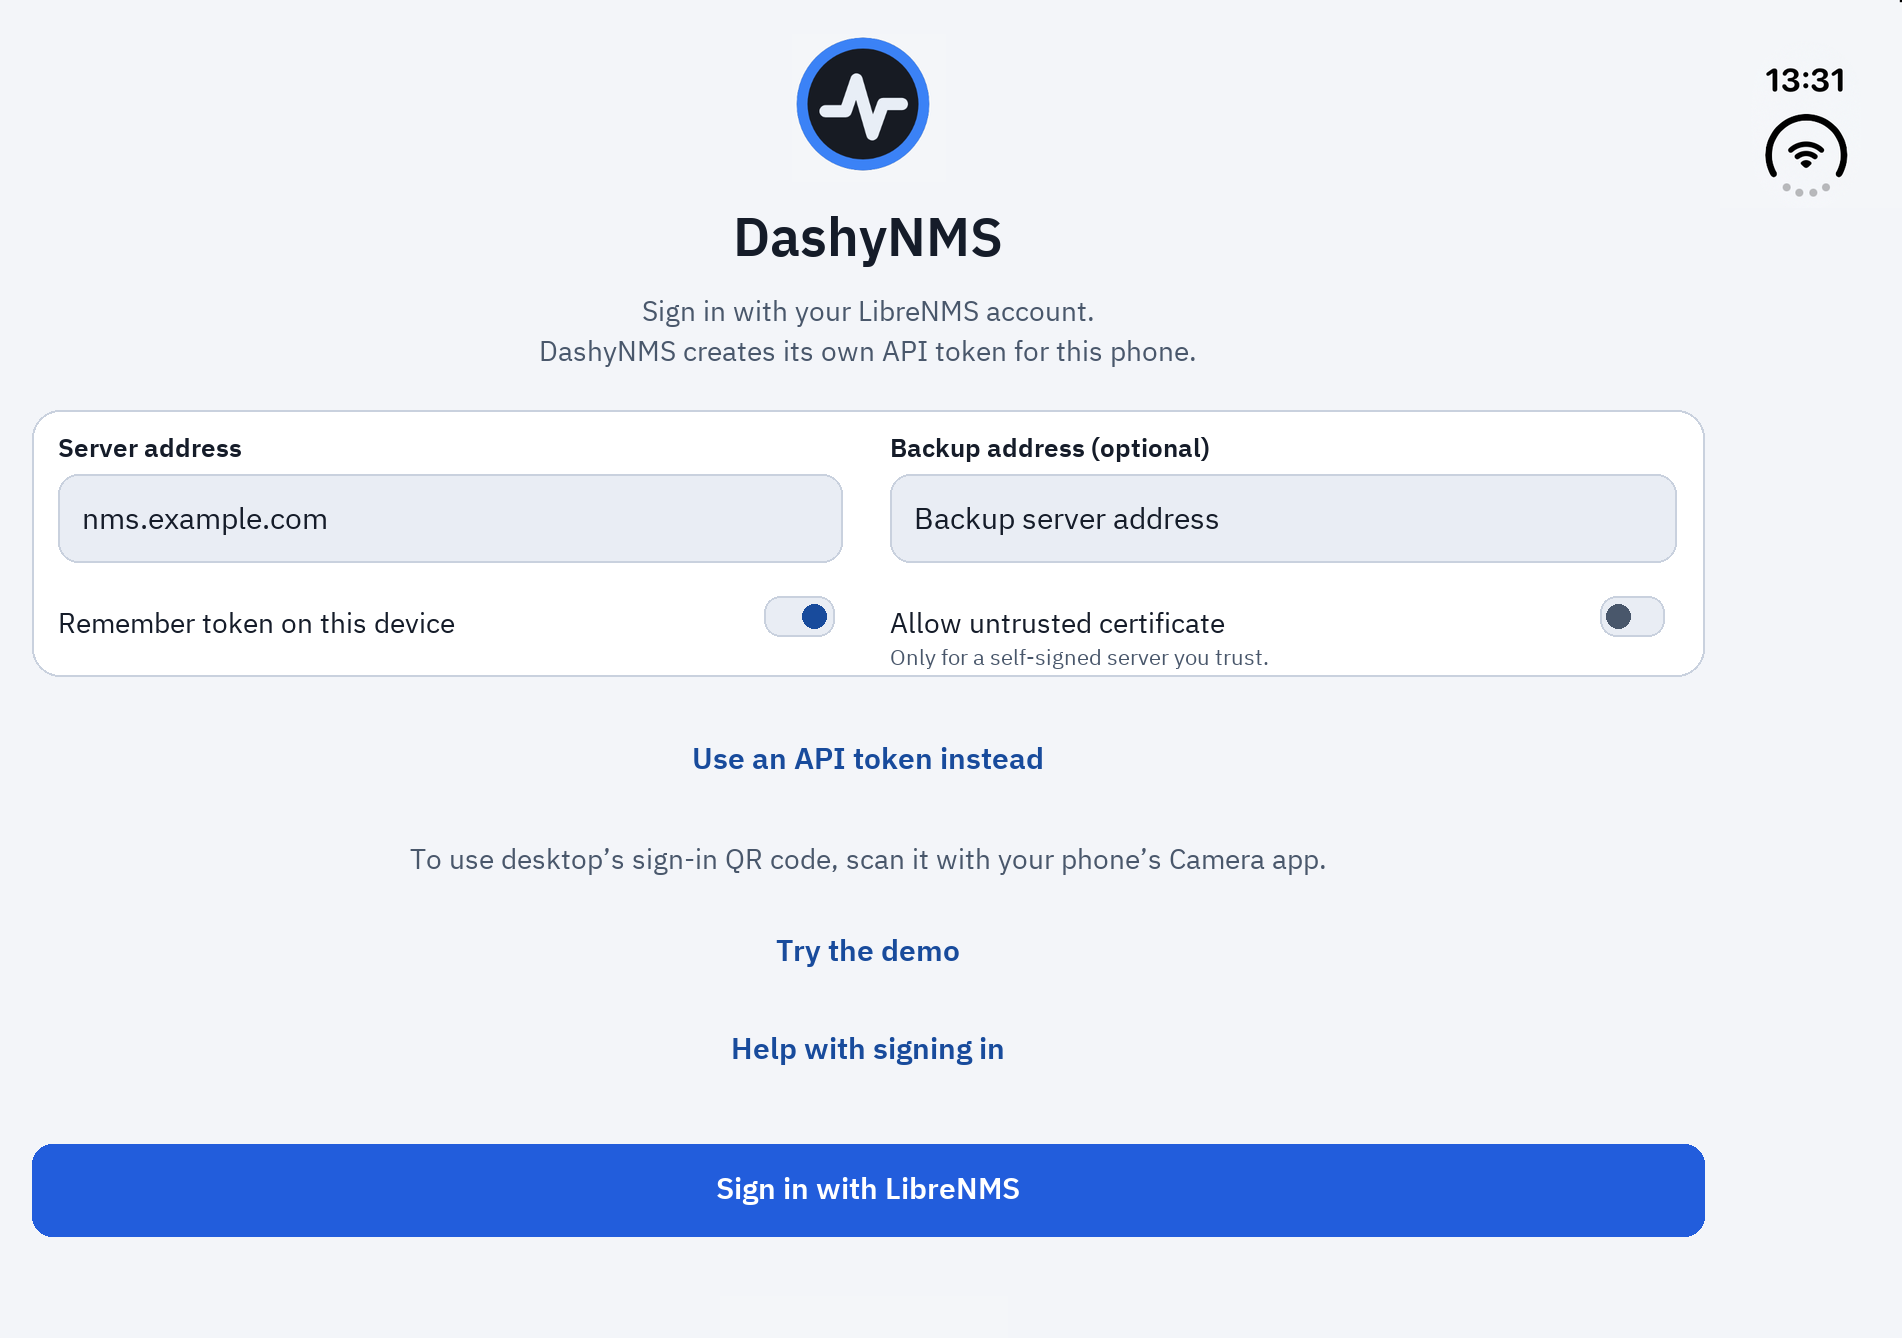 13:31
DashyNMS
Sign in with your LibreNMS account.
DashyNMS creates its own API token for this phone.
Server address
nms.example.com
Backup address (optional)
Backup server address
Remember token on this device
Allow untrusted certificate
Only for a self-signed server you trust.
Use an API token instead
To use desktop’s sign-in QR code, scan it with your phone’s Camera app.
Try the demo
Help with signing in
Sign in with LibreNMS